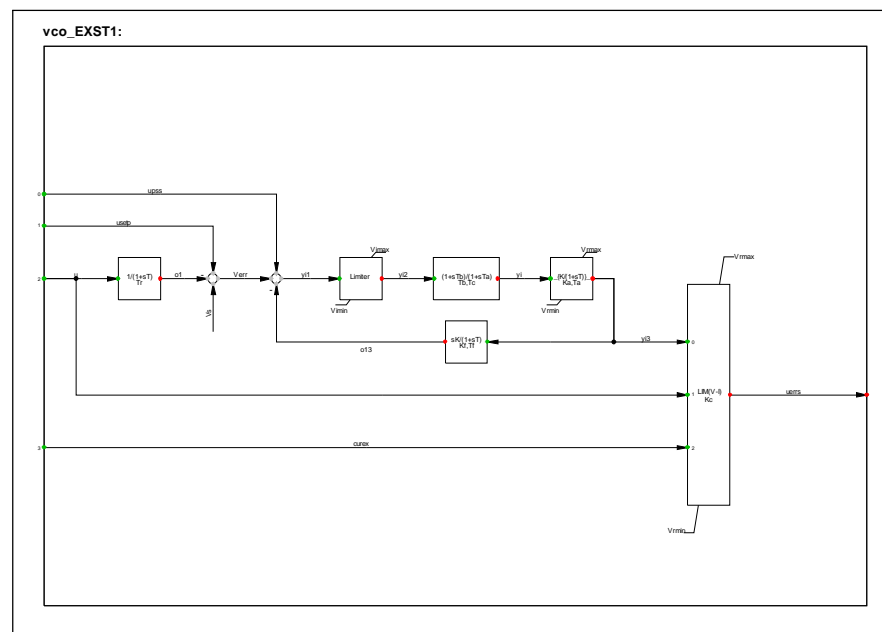 vco_EXST1:
0
upss
1
usetp
2
u
1/(1+sT)
Tr
o1
-
Vs
Verr
-
yi1
Vimax
Limiter
Vimin
yi2
(1+sTb)/(1+sTa)
Tb,Tc
yi
Vrmax
_{K/(1+sT)}_
Ka,Ta
Vrmin
sK/(1+sT)
Kf,Tf
o13
yi3
Vrmax
0
1
LIM(V-I)
Kc
2
Vrmin
uerrs
3
curex